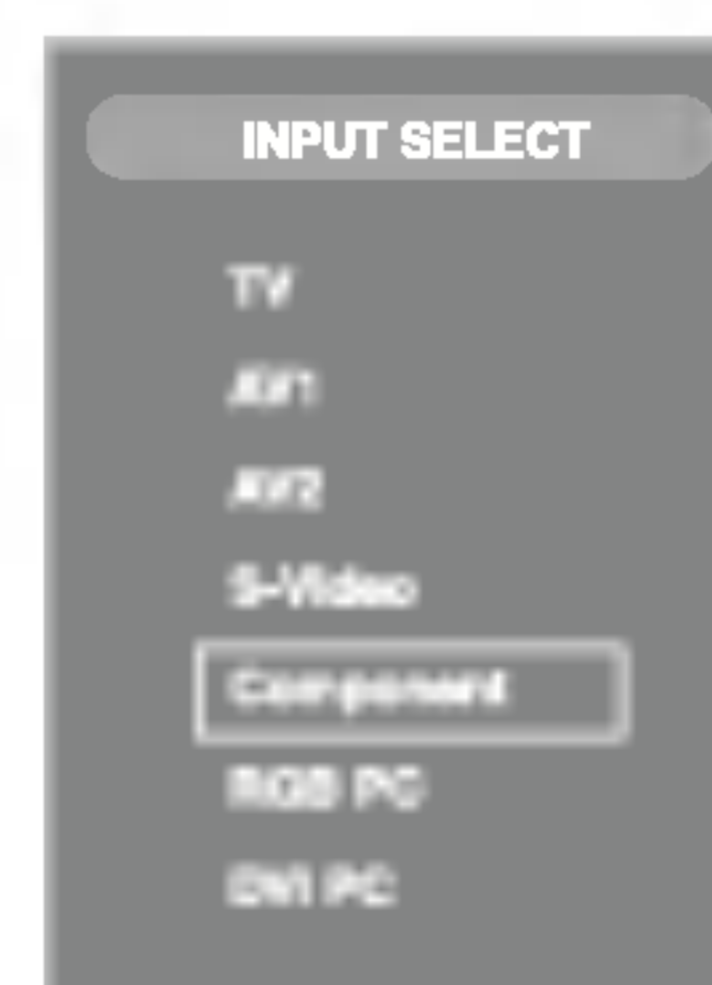 INPUT SELECT
TV
AV1
AV2
S-Video
Component
RGB PC
DVI PC